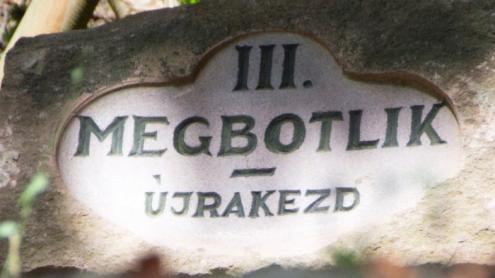 III.
MEGBOTLIK
—
ÚJRAKEZD